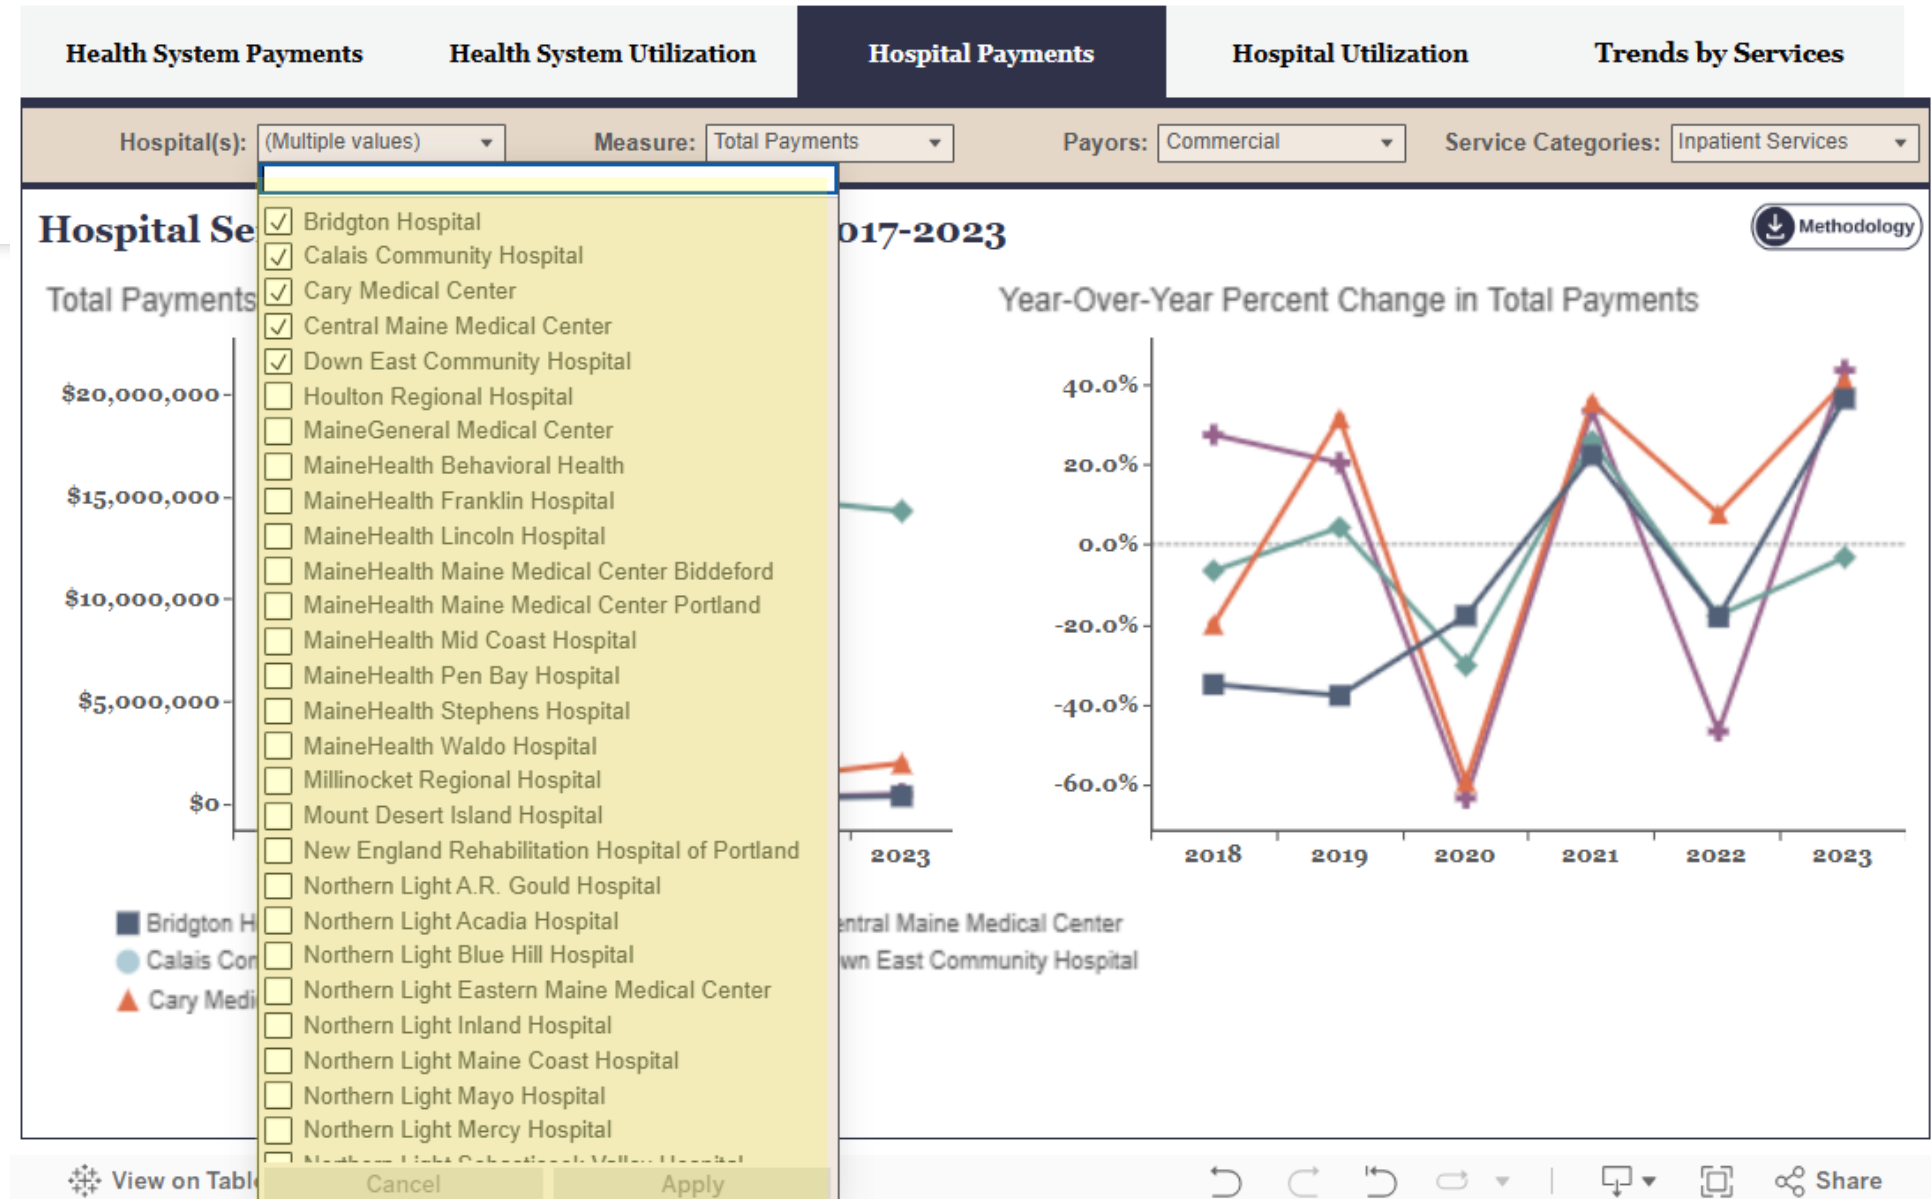 Health System Payments Health System Utilization Hospital Payments Hospital Utilization Trends by Services
Hospital(s): (Multiple values) Measure: Total Payments Payors: Commercial Service Categories: Inpatient Services
Hospital Se 017-2023
Methodology
Bridgton Hospital
Calais Community Hospital
Cary Medical Center
Central Maine Medical Center
Down East Community Hospital
Houlton Regional Hospital
MaineGeneral Medical Center
MaineHealth Behavioral Health
MaineHealth Franklin Hospital
MaineHealth Lincoln Hospital
MaineHealth Maine Medical Center Biddeford
MaineHealth Maine Medical Center Portland
MaineHealth Mid Coast Hospital
MaineHealth Pen Bay Hospital
MaineHealth Stephens Hospital
MaineHealth Waldo Hospital
Millinocket Regional Hospital
Mount Desert Island Hospital
New England Rehabilitation Hospital of Portland
Northern Light A.R. Gould Hospital
Northern Light Acadia Hospital
Northern Light Blue Hill Hospital
Northern Light Eastern Maine Medical Center
Northern Light Inland Hospital
Northern Light Maine Coast Hospital
Northern Light Mayo Hospital
Northern Light Mercy Hospital
Cancel Apply
Total Payments
$20,000,000
$15,000,000
$10,000,000
$5,000,000
$0
2023
Year-Over-Year Percent Change in Total Payments
40.0%
20.0%
0.0%
-20.0%
-40.0%
-60.0%
2018 2019 2020 2021 2022 2023
Bridgton H entral Maine Medical Center
Calais Con wn East Community Hospital
Cary Medi
View on Tabl Share